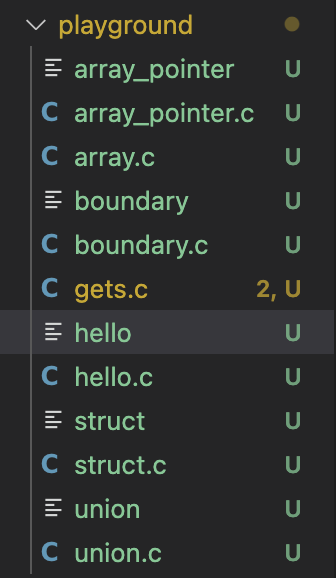 playground
array_pointer U
C array_pointer.c U
C array.c U
boundary U
C boundary.c U
C gets.c 2, U
hello U
C hello.c U
struct U
C struct.c U
union U
C union.c U